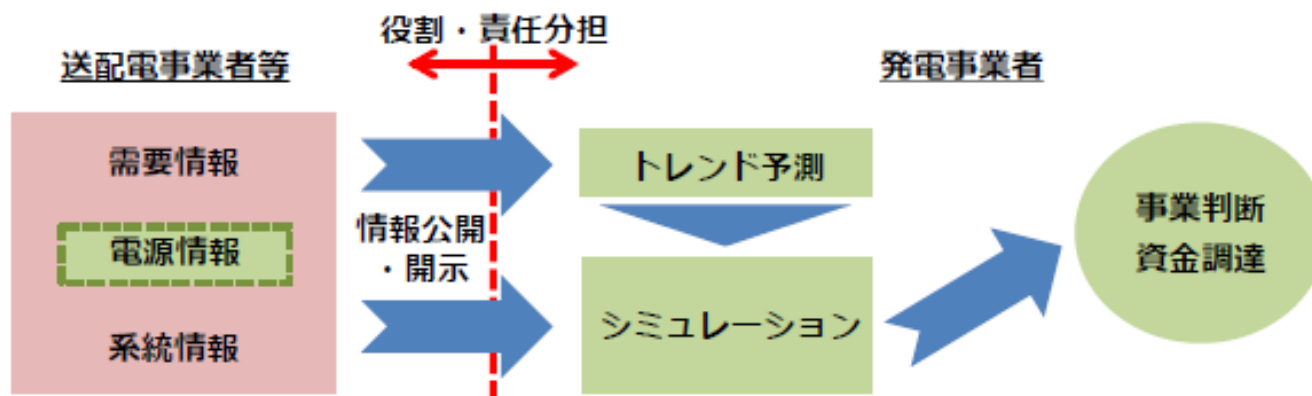 役割・責任分担
送配電事業者等
発電事業者
需要情報
電源情報
系統情報
情報公開
・開示
トレンド予測
シミュレーション
事業判断
資金調達